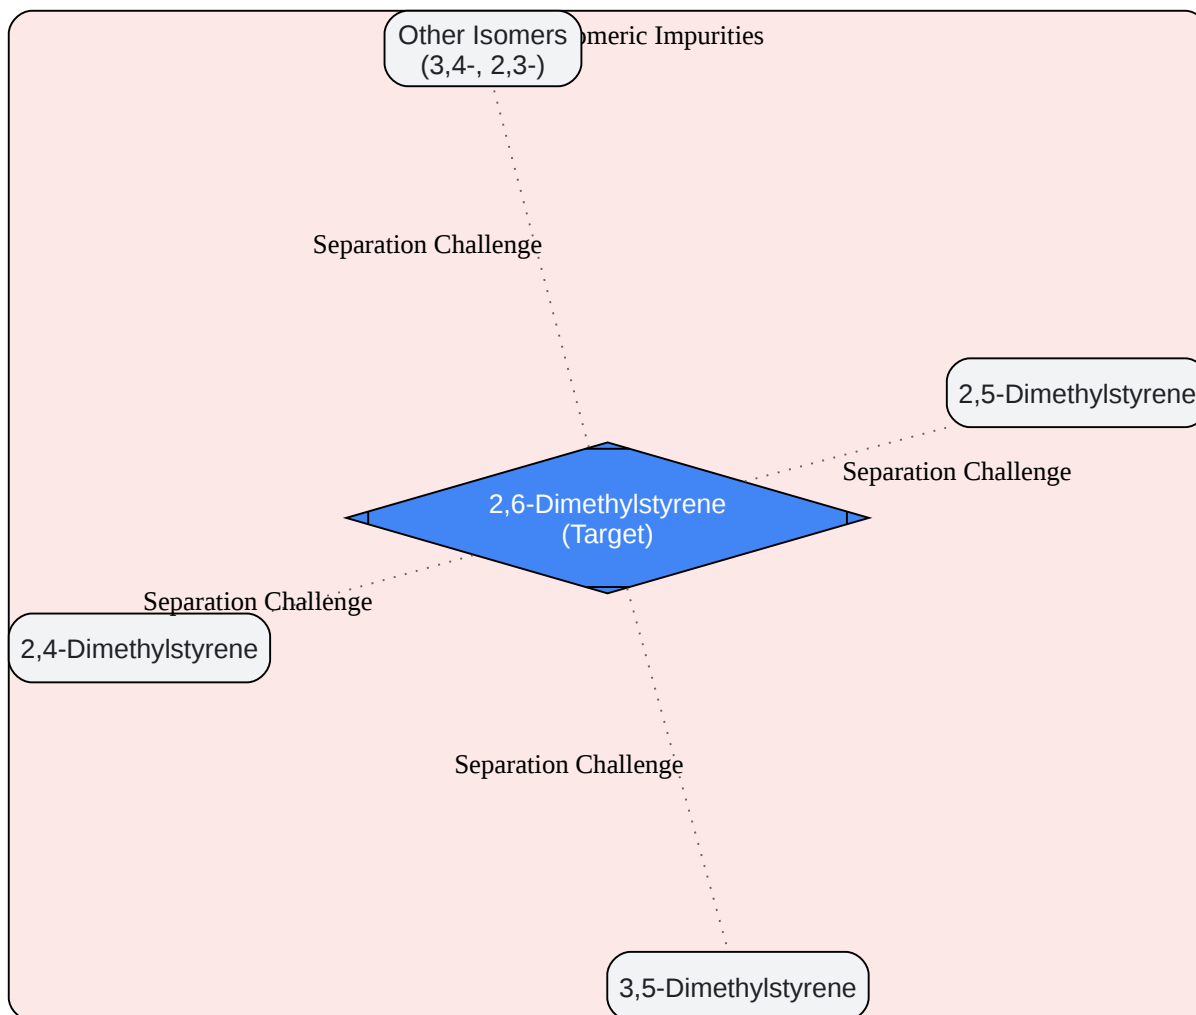 Other Isomers
(3,4-, 2,3-)
omeric Impurities
Separation Challenge
2,5-Dimethylstyrene
Separation Challenge
2,6-Dimethylstyrene
(Target)
Separation Challenge
2,4-Dimethylstyrene
Separation Challenge
3,5-Dimethylstyrene